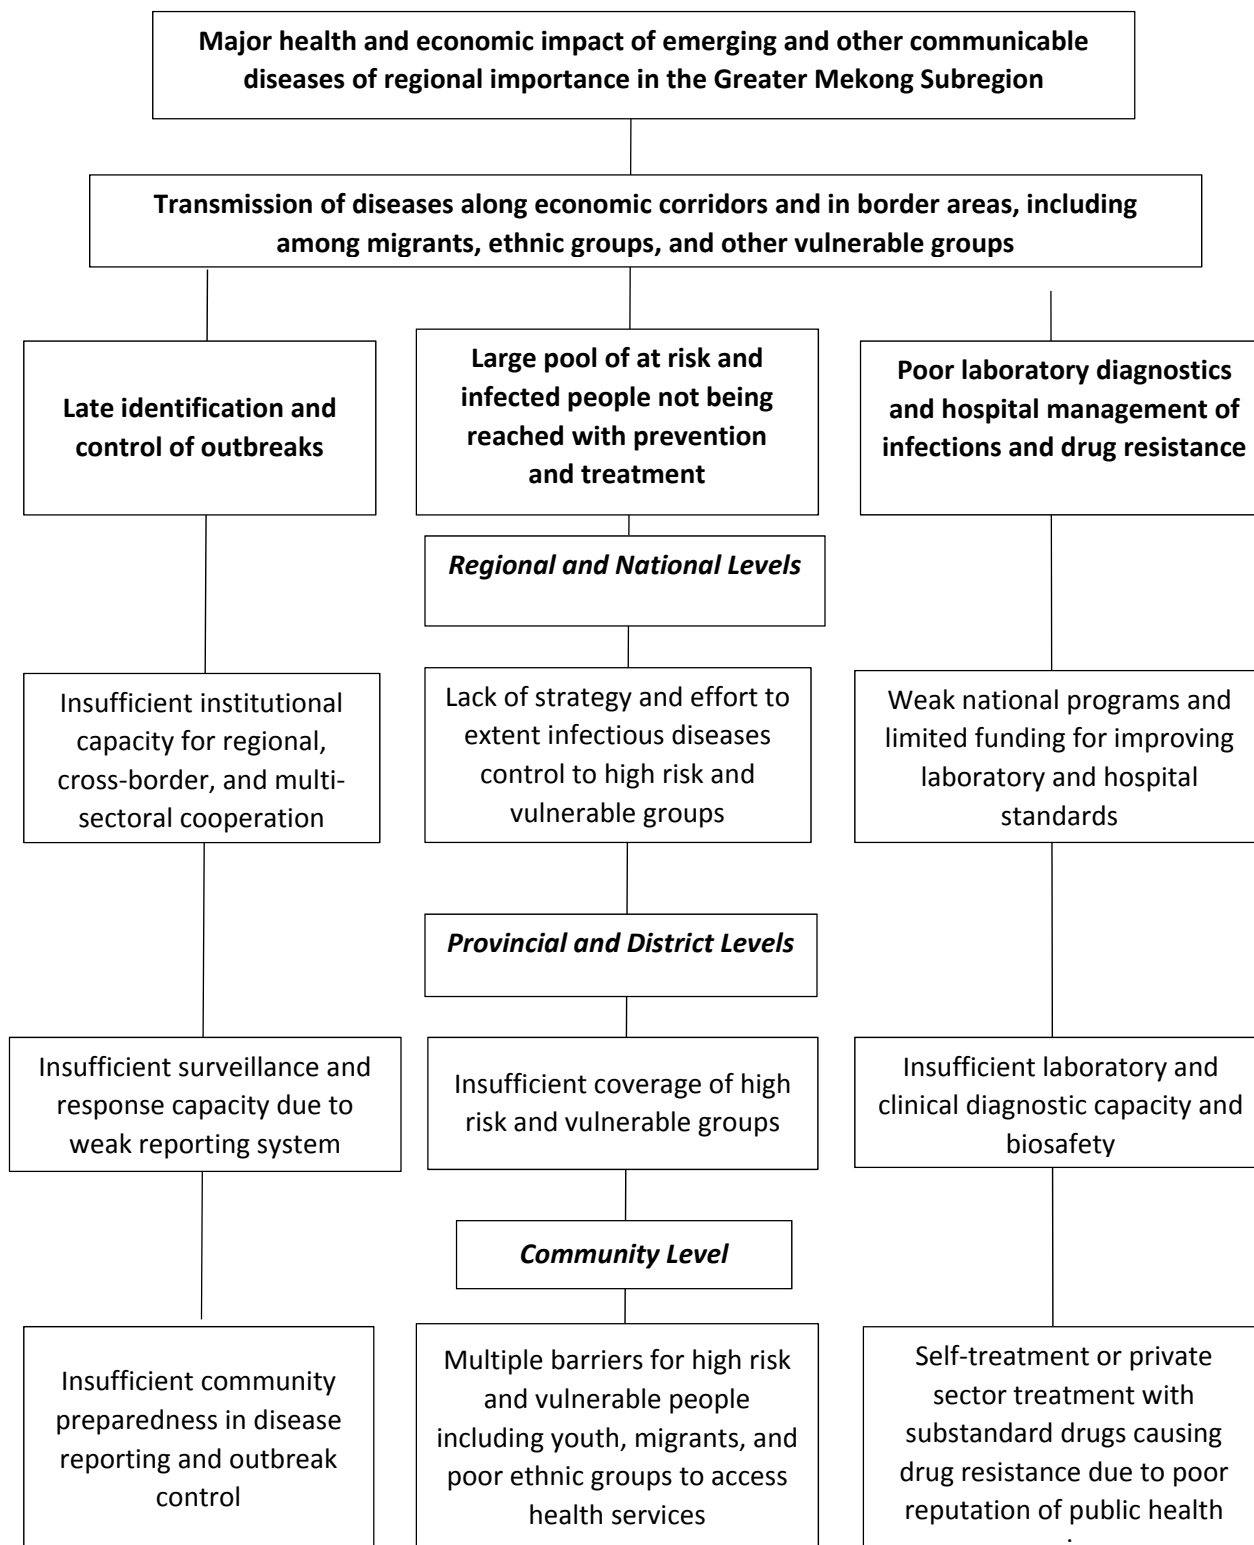 Major health and economic impact of emerging and other communicable
diseases of regional importance in the Greater Mekong Subregion
Transmission of diseases along economic corridors and in border areas, including
among migrants, ethnic groups, and other vulnerable groups
Late identification and
control of outbreaks
Large pool of at risk and
infected people not being
reached with prevention
and treatment
Poor laboratory diagnostics
and hospital management of
infections and drug resistance
Regional and National Levels
Insufficient institutional
capacity for regional,
cross-border, and multi-
sectoral cooperation
Lack of strategy and effort to
extent infectious diseases
control to high risk and
vulnerable groups
Weak national programs and
limited funding for improving
laboratory and hospital
standards
Provincial and District Levels
Insufficient surveillance and
response capacity due to
weak reporting system
Insufficient coverage of high
risk and vulnerable groups
Insufficient laboratory and
clinical diagnostic capacity and
biosafety
Community Level
Insufficient community
preparedness in disease
reporting and outbreak
control
Multiple barriers for high risk
and vulnerable people
including youth, migrants, and
poor ethnic groups to access
health services
Self-treatment or private
sector treatment with
substandard drugs causing
drug resistance due to poor
reputation of public health